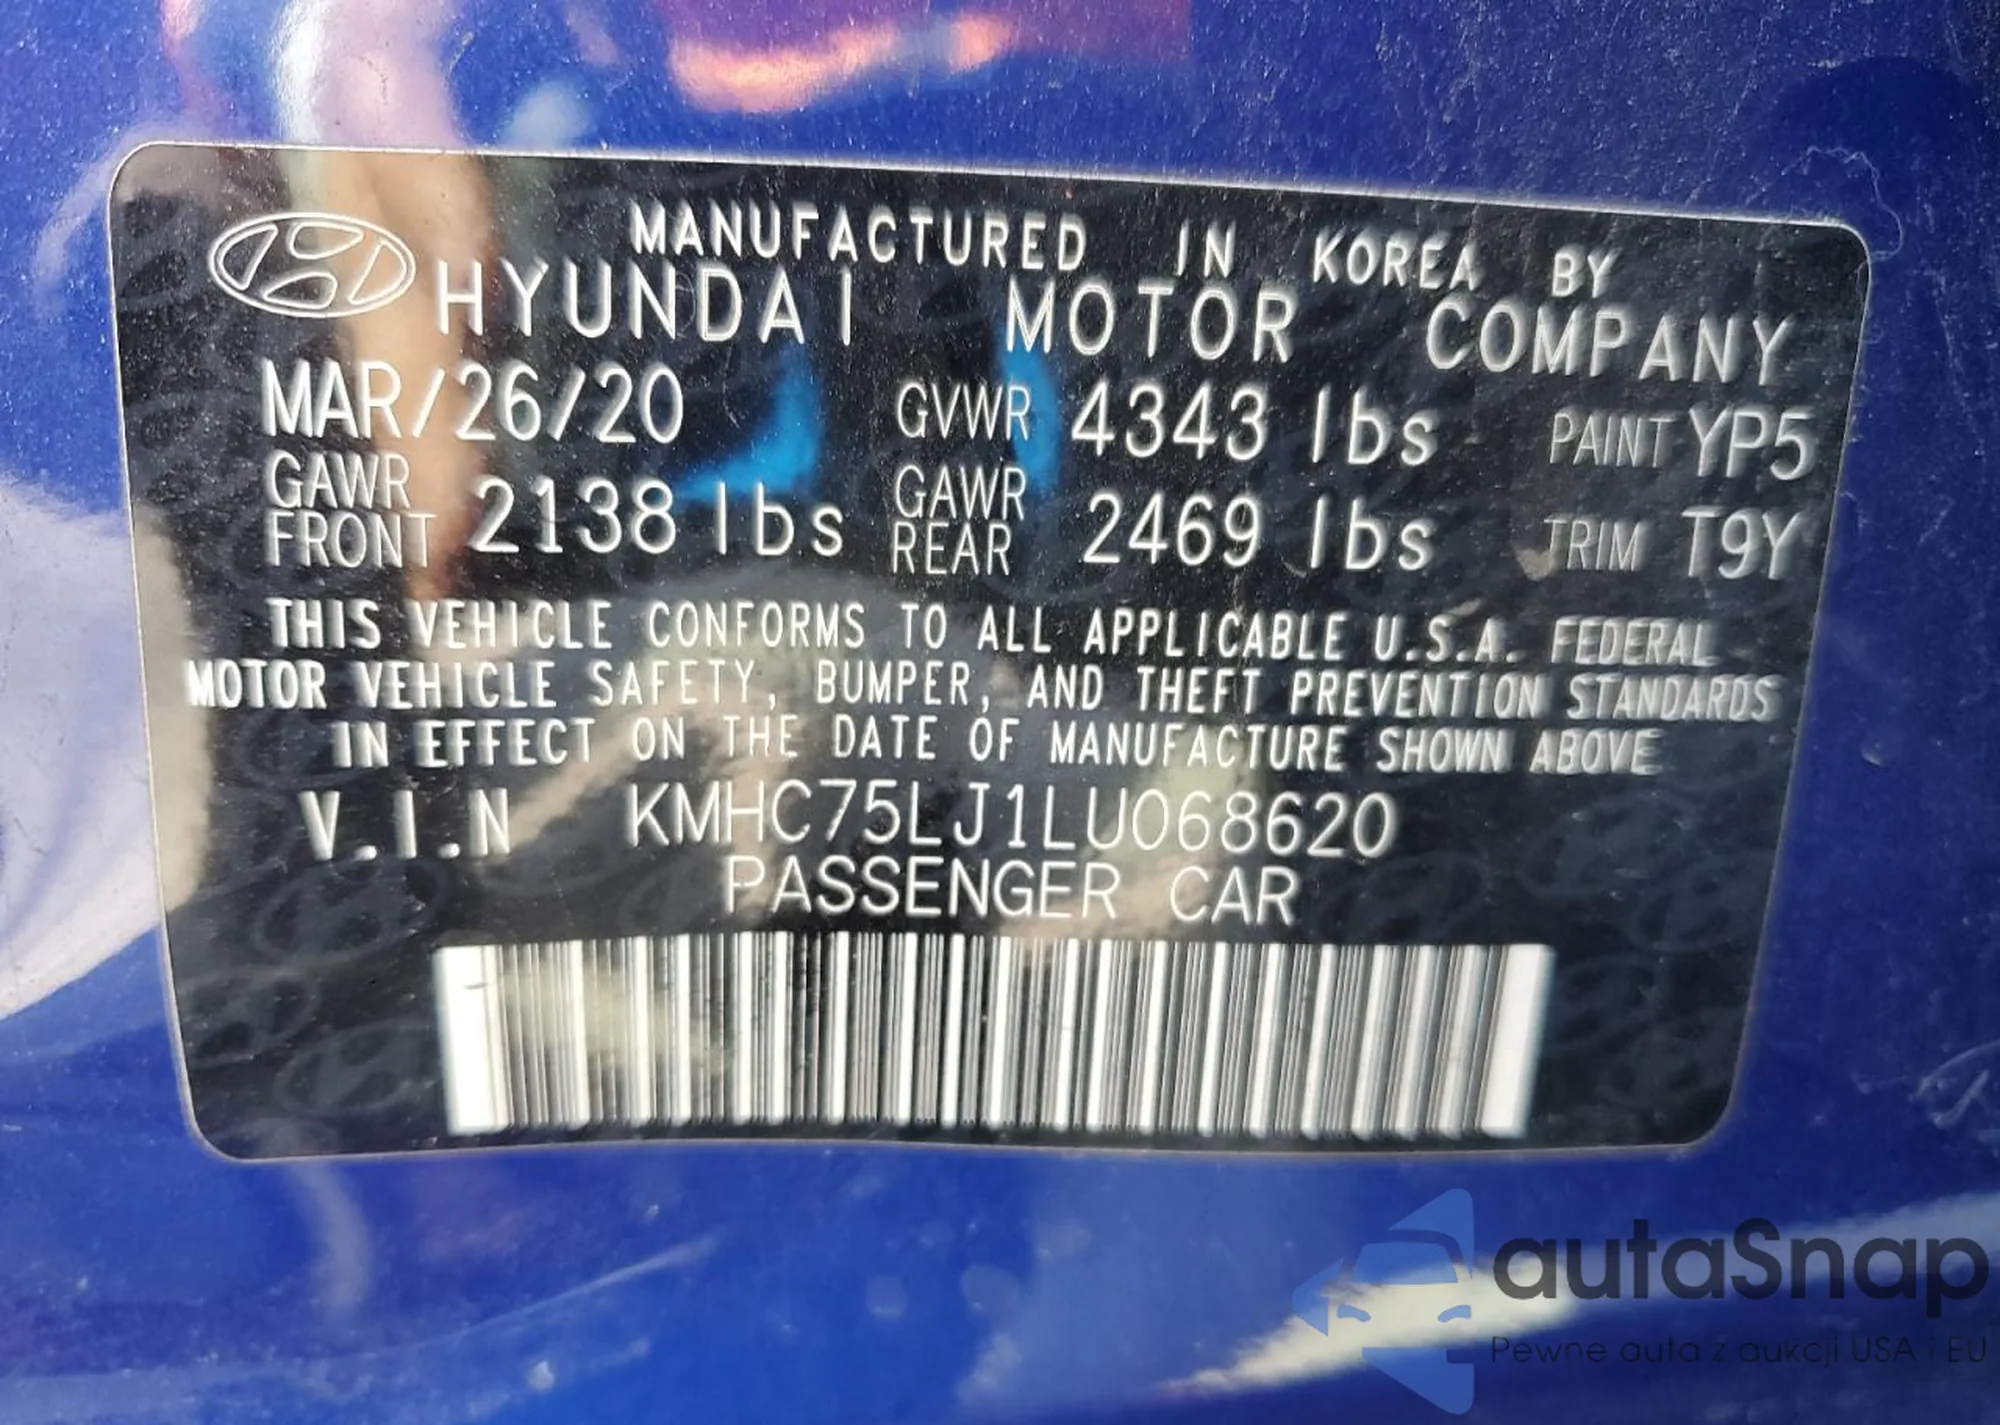 MANUFACTURED IN KOREA BY
HYUNDAI MOTOR COMPANY
MAR/26/20 GVWR 4343 lbs PAINT YP5
GAWR FRONT 2138 lbs GAWR REAR 2469 lbs TRIM T9Y
THIS VEHICLE CONFORMS TO ALL APPLICABLE U.S.A. FEDERAL
MOTOR VEHICLE SAFETY, BUMPER, AND THEFT PREVENTION STANDARDS
IN EFFECT ON THE DATE OF MANUFACTURE SHOWN ABOVE
V.I.N KMHC75LJ1LU068620
PASSENGER CAR
autaSnap
Pewne auta z aukcji USA i EU